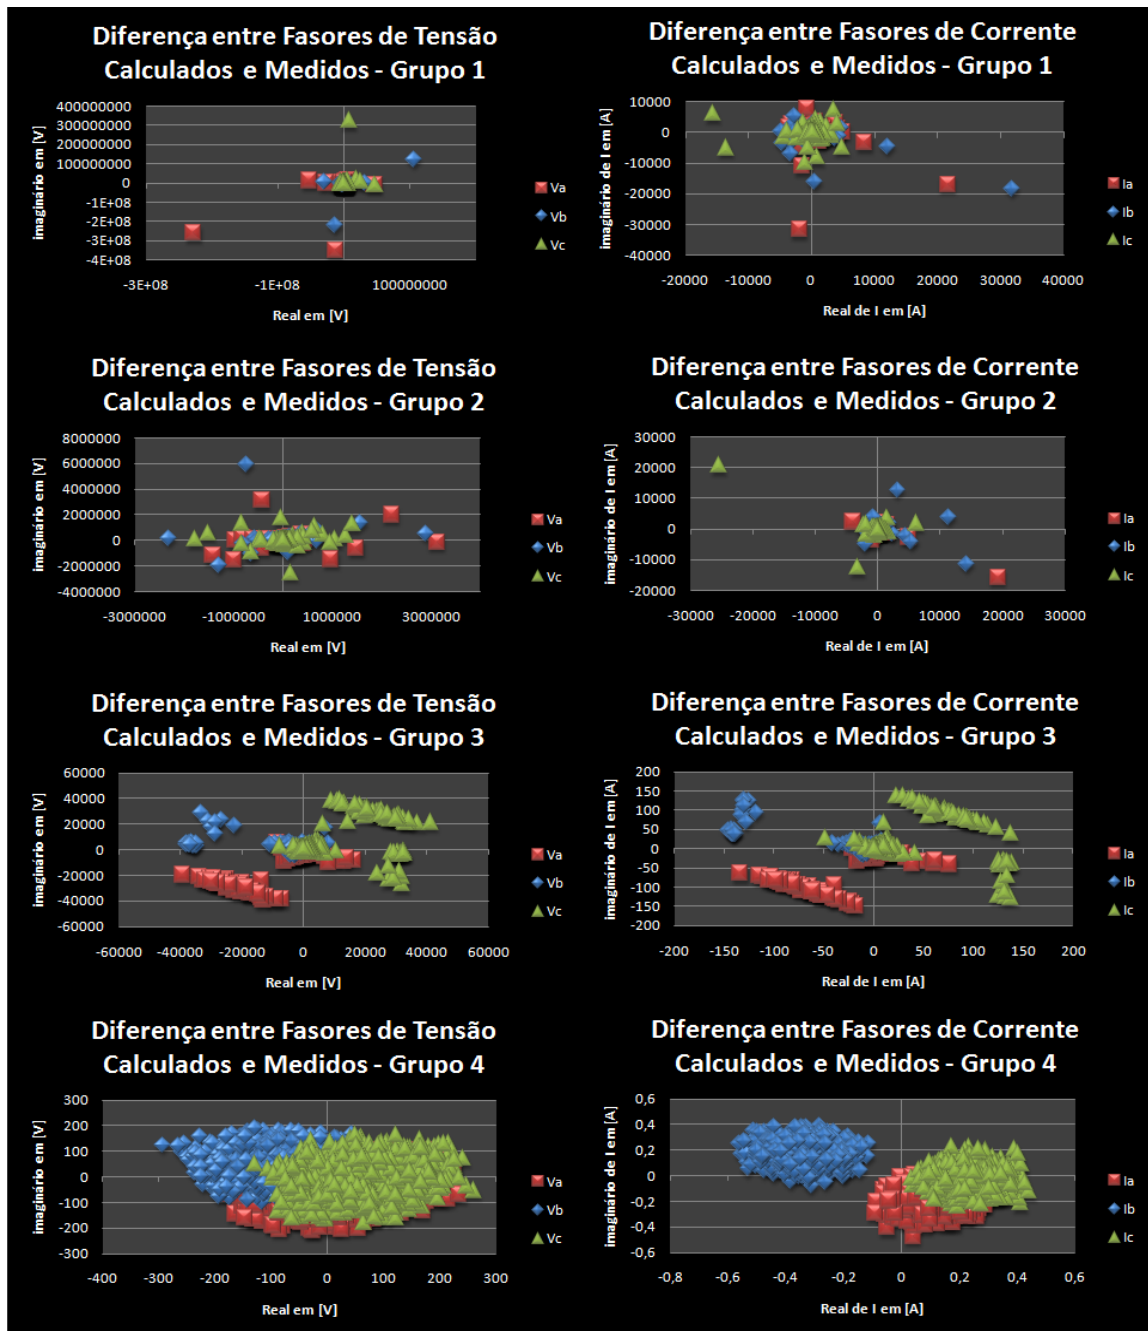 Diferença entre Fasores de Tensão
Calculados e Medidos - Grupo 1
imaginário em [V]
400000000
300000000
200000000
100000000
0
-1E+08
-2E+08
-3E+08
-4E+08
-3E+08
-1E+08
100000000
Real em [V]
Va
Vb
Vc
Diferença entre Fasores de Corrente
Calculados e Medidos - Grupo 1
imaginário de I em [A]
10000
0
-10000
-20000
-30000
-40000
-20000
-10000
0
10000
20000
30000
40000
Real de I em [A]
Ia
Ib
Ic
Diferença entre Fasores de Tensão
Calculados e Medidos - Grupo 2
imaginário em [V]
8000000
6000000
4000000
2000000
0
-2000000
-4000000
-3000000
-1000000
1000000
3000000
Real em [V]
Va
Vb
Vc
Diferença entre Fasores de Corrente
Calculados e Medidos - Grupo 2
imaginário de I em [A]
30000
20000
10000
0
-10000
-20000
-30000
-20000
-10000
0
10000
20000
30000
Real de I em [A]
Ia
Ib
Ic
Diferença entre Fasores de Tensão
Calculados e Medidos - Grupo 3
imaginário em [V]
60000
40000
20000
0
-20000
-40000
-60000
-60000
-40000
-20000
0
20000
40000
60000
Real em [V]
Va
Vb
Vc
Diferença entre Fasores de Corrente
Calculados e Medidos - Grupo 3
imaginário de I em [A]
200
150
100
50
0
-50
-100
-150
-200
-200
-150
-100
-50
0
50
100
150
200
Real de I em [A]
Ia
Ib
Ic
Diferença entre Fasores de Tensão
Calculados e Medidos - Grupo 4
imaginário em [V]
300
200
100
0
-100
-200
-300
-400
-300
-200
-100
0
100
200
300
Real em [V]
Va
Vb
Vc
Diferença entre Fasores de Corrente
Calculados e Medidos - Grupo 4
imaginário de I em [A]
0,6
0,4
0,2
0
-0,2
-0,4
-0,6
-0,8
-0,6
-0,4
-0,2
0
0,2
0,4
0,6
Real de I em [A]
Ia
Ib
Ic